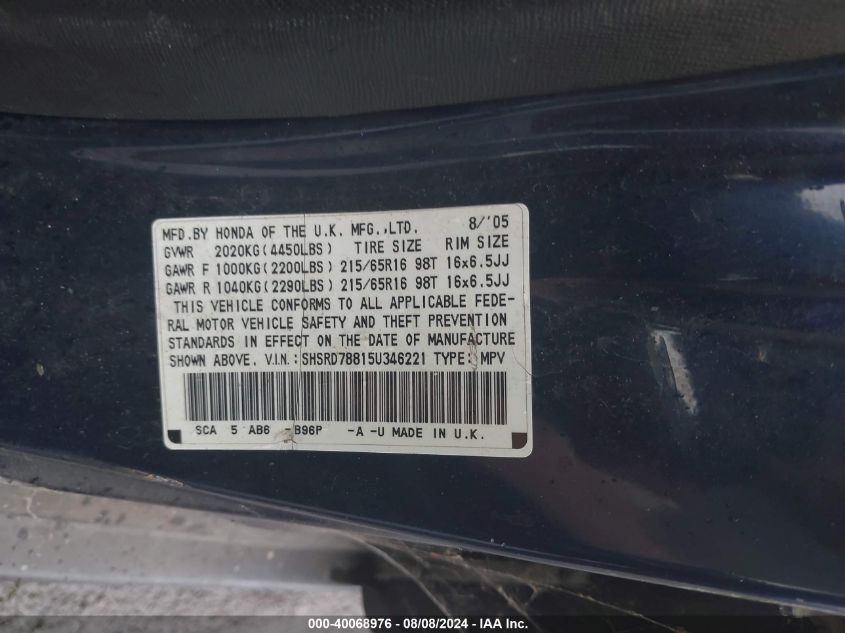 MFD.BY HONDA OF THE U.K. MFG.,LTD. 8/'05
GVWR 2020KG(4450LBS) TIRE SIZE RIM SIZE
GAWR F 1000KG(2200LBS) 215/65R16 98T 16x6.5JJ
GAWR R 1040KG(2290LBS) 215/65R16 98T 16x6.5JJ
THIS VEHICLE CONFORMS TO ALL APPLICABLE FEDE-
RAL MOTOR VEHICLE SAFETY AND THEFT PREVENTION
STANDARDS IN EFFECT ON THE DATE OF MANUFACTURE
SHOWN ABOVE. V.I.N.:SHSRD78815U346221 TYPE: MPV
SCA 5 AB6 -B96P -A -U MADE IN U.K.
000-40068976 - 08/08/2024 - IAA Inc.